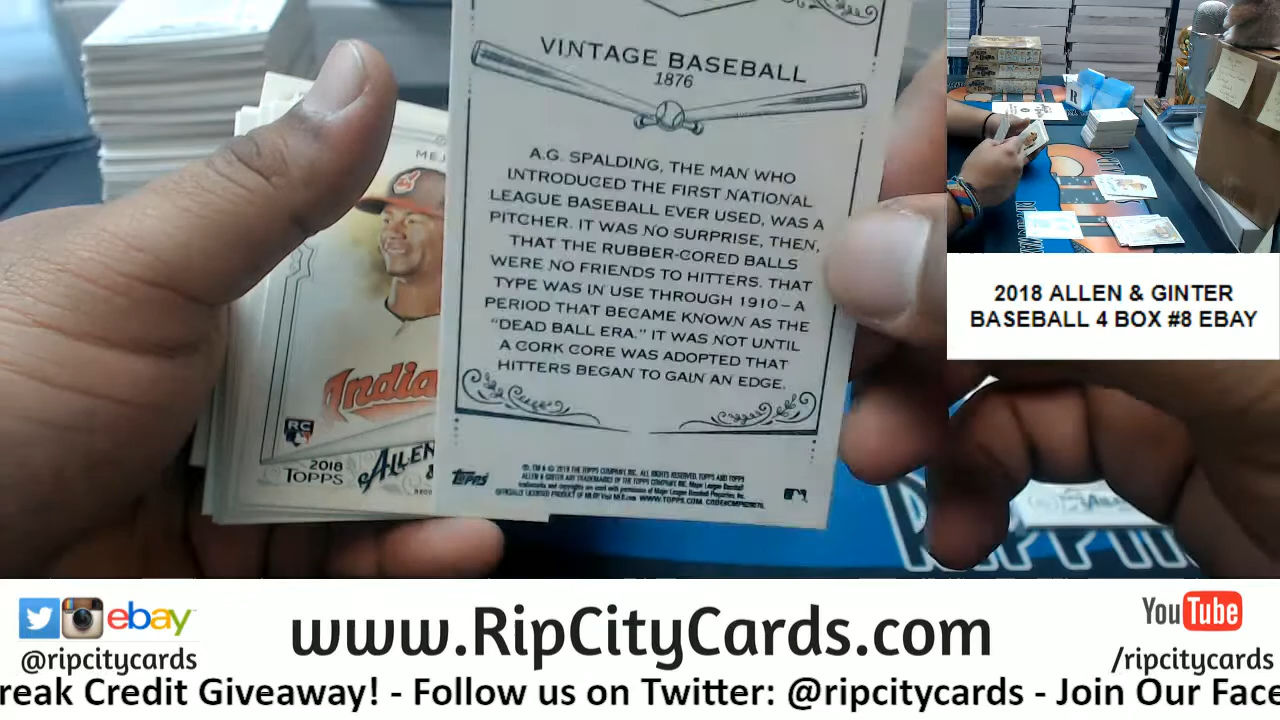 VINTAGE BASEBALL
1876
A.G. SPALDING, THE MAN WHO
INTRODUCED THE FIRST NATIONAL
LEAGUE BASEBALL EVER USED, WAS A
PITCHER. IT WAS NO SURPRISE, THEN,
THAT THE RUBBER-CORED BALLS
WERE NO FRIENDS TO HITTERS. THAT
TYPE WAS IN USE THROUGH 1910–A
PERIOD THAT BECAME KNOWN AS THE
"DEAD BALL ERA." IT WAS NOT UNTIL
A CORK CORE WAS ADOPTED THAT
HITTERS BEGAN TO GAIN AN EDGE.
TOPPS
MEJ
India
RC
2018
TOPPS
ALLEN
&
2018 ALLEN & GINTER
BASEBALL 4 BOX #8 EBAY
ebay
@ripcitycards
www.RipCityCards.com
YouTube
/ripcitycards
reak Credit Giveaway! - Follow us on Twitter: @ripcitycards - Join Our Face